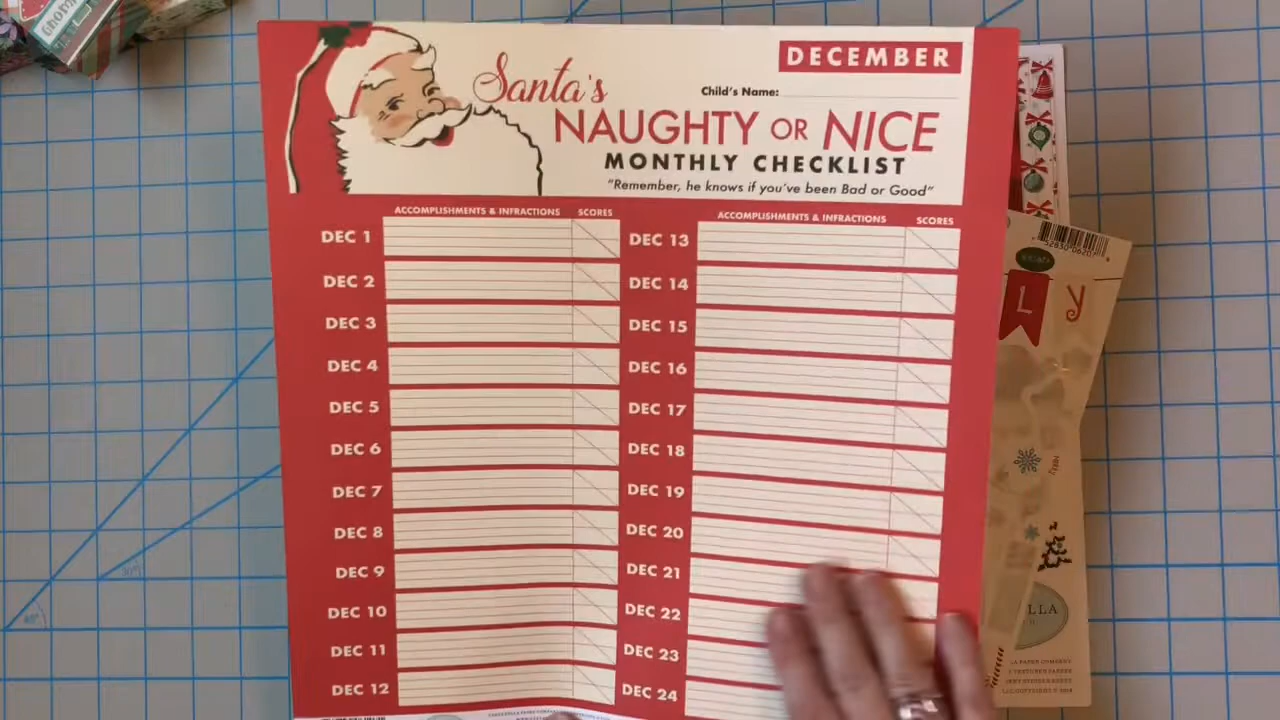 DECEMBER
Santa's
Child's Name:
NAUGHTY OR NICE
MONTHLY CHECKLIST
"Remember, he knows if you've been Bad or Good"
ACCOMPLISHMENTS & INFRACTIONS SCORES
DEC 1
DEC 2
DEC 3
DEC 4
DEC 5
DEC 6
DEC 7
DEC 8
DEC 9
DEC 10
DEC 11
DEC 12
ACCOMPLISHMENTS & INFRACTIONS SCORES
DEC 13
DEC 14
DEC 15
DEC 16
DEC 17
DEC 18
DEC 19
DEC 20
DEC 21
DEC 22
DEC 23
DEC 24
L y